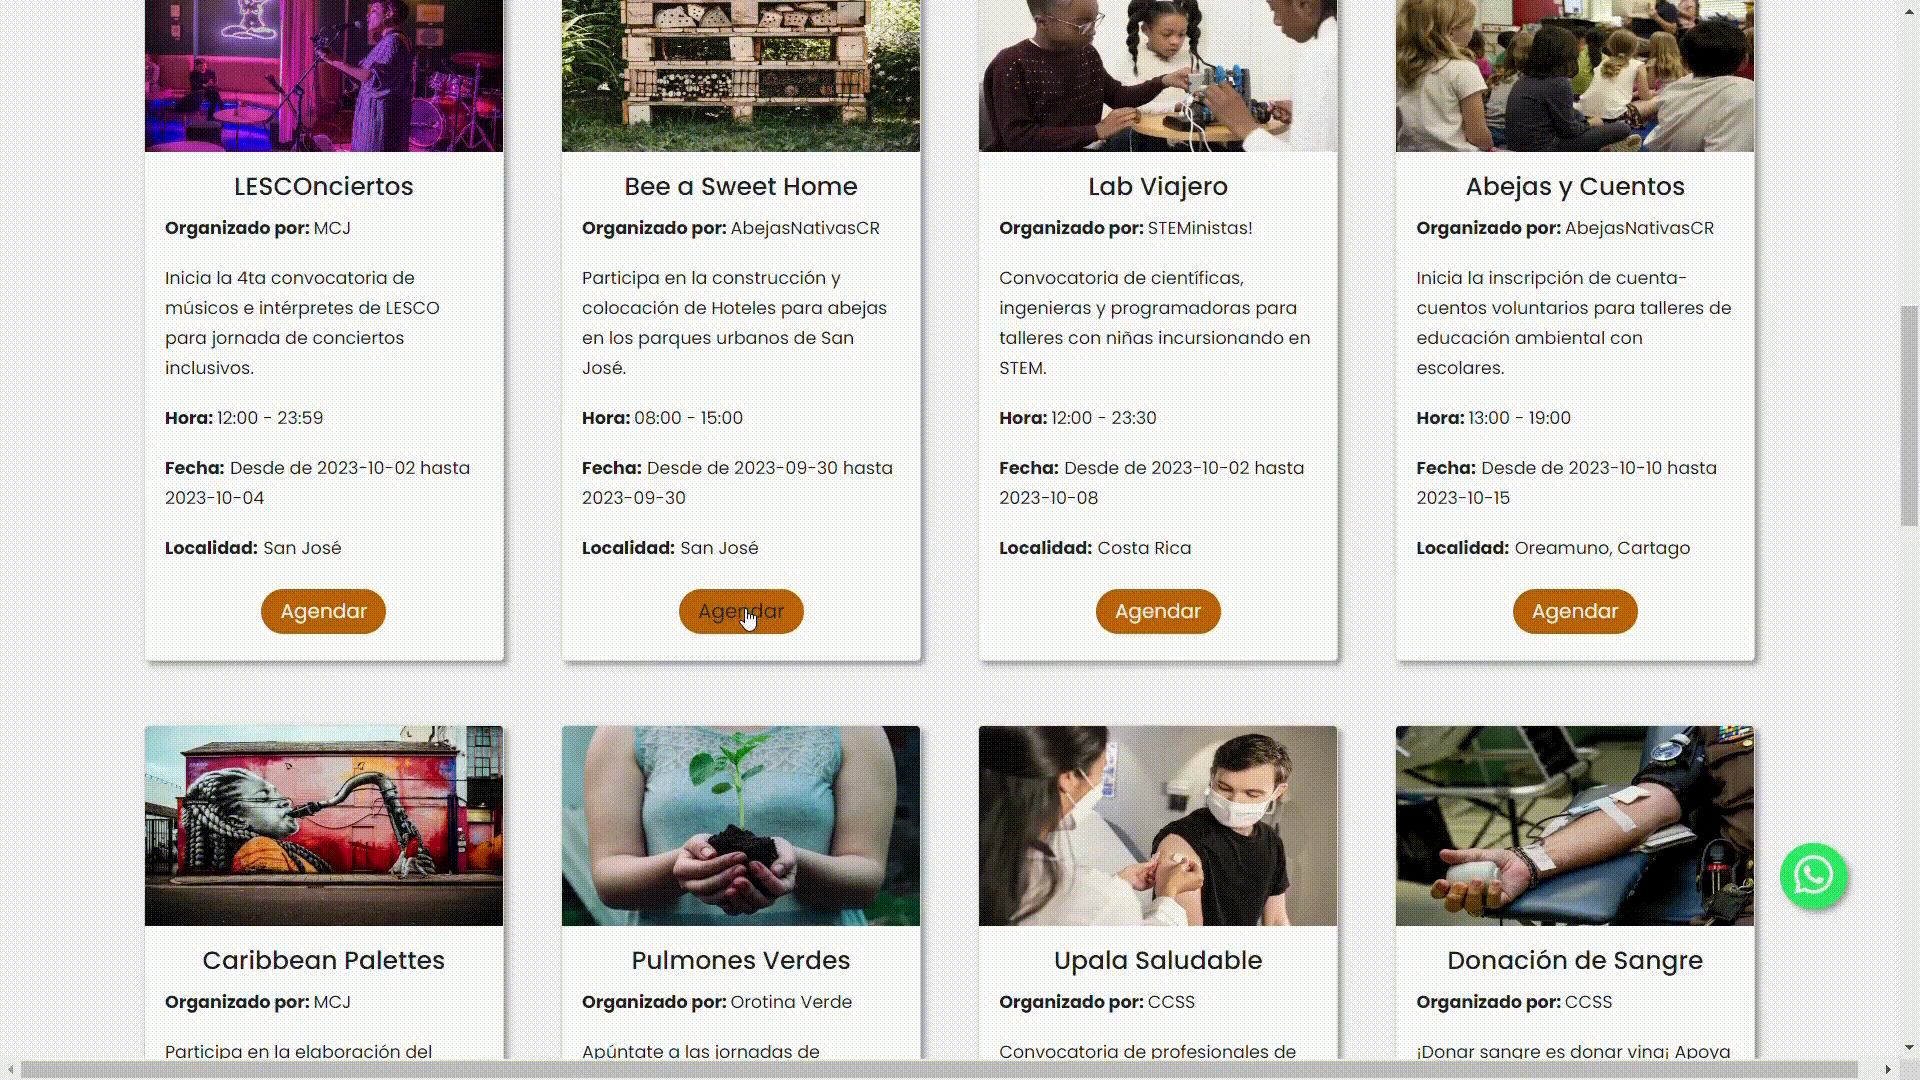 LESCOnciertos
Organizado por: MCJ
Inicia la 4ta convocatoria de
músicos e intérpretes de LESCO
para jornada de conciertos
inclusivos.
Hora: 12:00 - 23:59
Fecha: Desde de 2023-10-02 hasta
2023-10-04
Localidad: San José
Agendar
Bee a Sweet Home
Organizado por: AbejasNativasCR
Participa en la construcción y
colocación de Hoteles para abejas
en los parques urbanos de San
José.
Hora: 08:00 - 15:00
Fecha: Desde de 2023-09-30 hasta
2023-09-30
Localidad: San José
Agendar
Lab Viajero
Organizado por: STEMinistas!
Convocatoria de científicas,
ingenieras y programadoras para
talleres con niñas incursionando en
STEM.
Hora: 12:00 - 23:30
Fecha: Desde de 2023-10-02 hasta
2023-10-08
Localidad: Costa Rica
Agendar
Abejas y Cuentos
Organizado por: AbejasNativasCR
Inicia la inscripción de cuenta-
cuentos voluntarios para talleres de
educación ambiental con
escolares.
Hora: 13:00 - 19:00
Fecha: Desde de 2023-10-10 hasta
2023-10-15
Localidad: Oreamuno, Cartago
Agendar
Caribbean Palettes
Organizado por: MCJ
Participa en la elaboración del
Pulmones Verdes
Organizado por: Orotina Verde
Apúntate a las jornadas de
Upala Saludable
Organizado por: CCSS
Convocatoria de profesionales de
Donación de Sangre
Organizado por: CCSS
¡Donar sangre es donar vina¡ Apoya